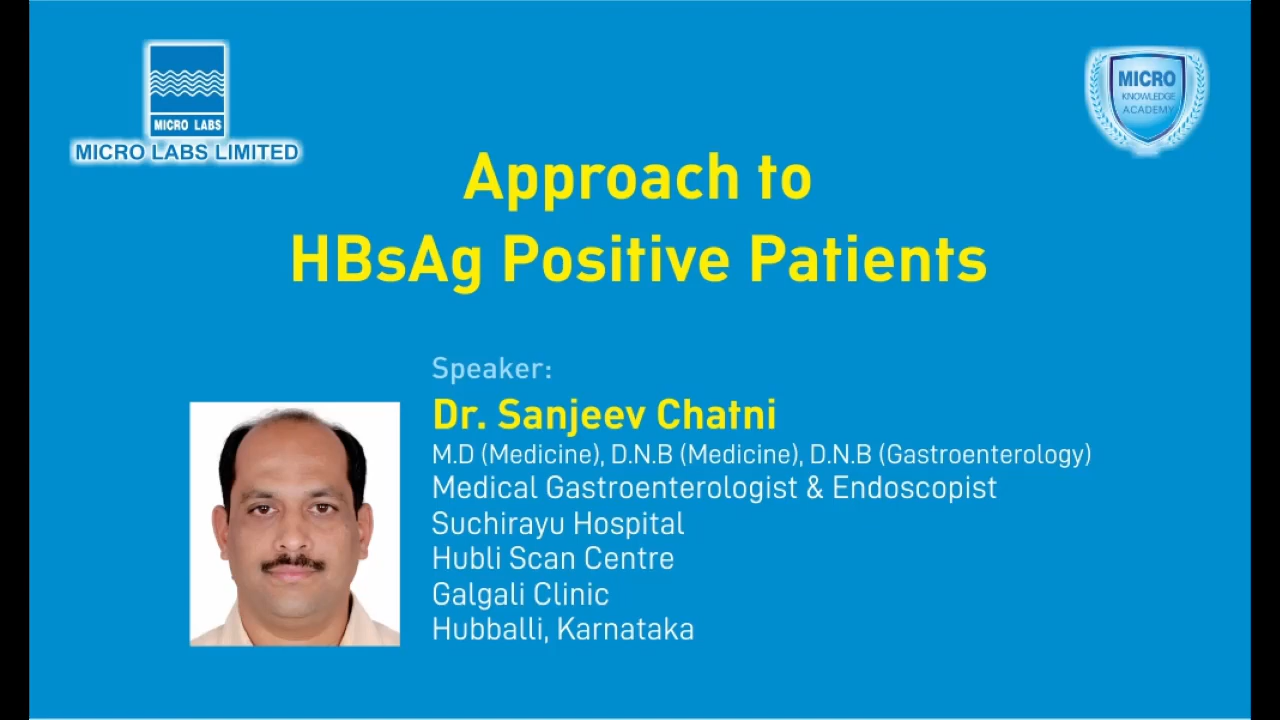 MICRO LABS
MICRO LABS LIMITED
MICRO
KNOWLEDGE
ACADEMY
Approach to
HBsAg Positive Patients
Speaker:
Dr. Sanjeev Chatni
M.D (Medicine), D.N.B (Medicine), D.N.B (Gastroenterology)
Medical Gastroenterologist & Endoscopist
Suchirayu Hospital
Hubli Scan Centre
Galgali Clinic
Hubballi, Karnataka